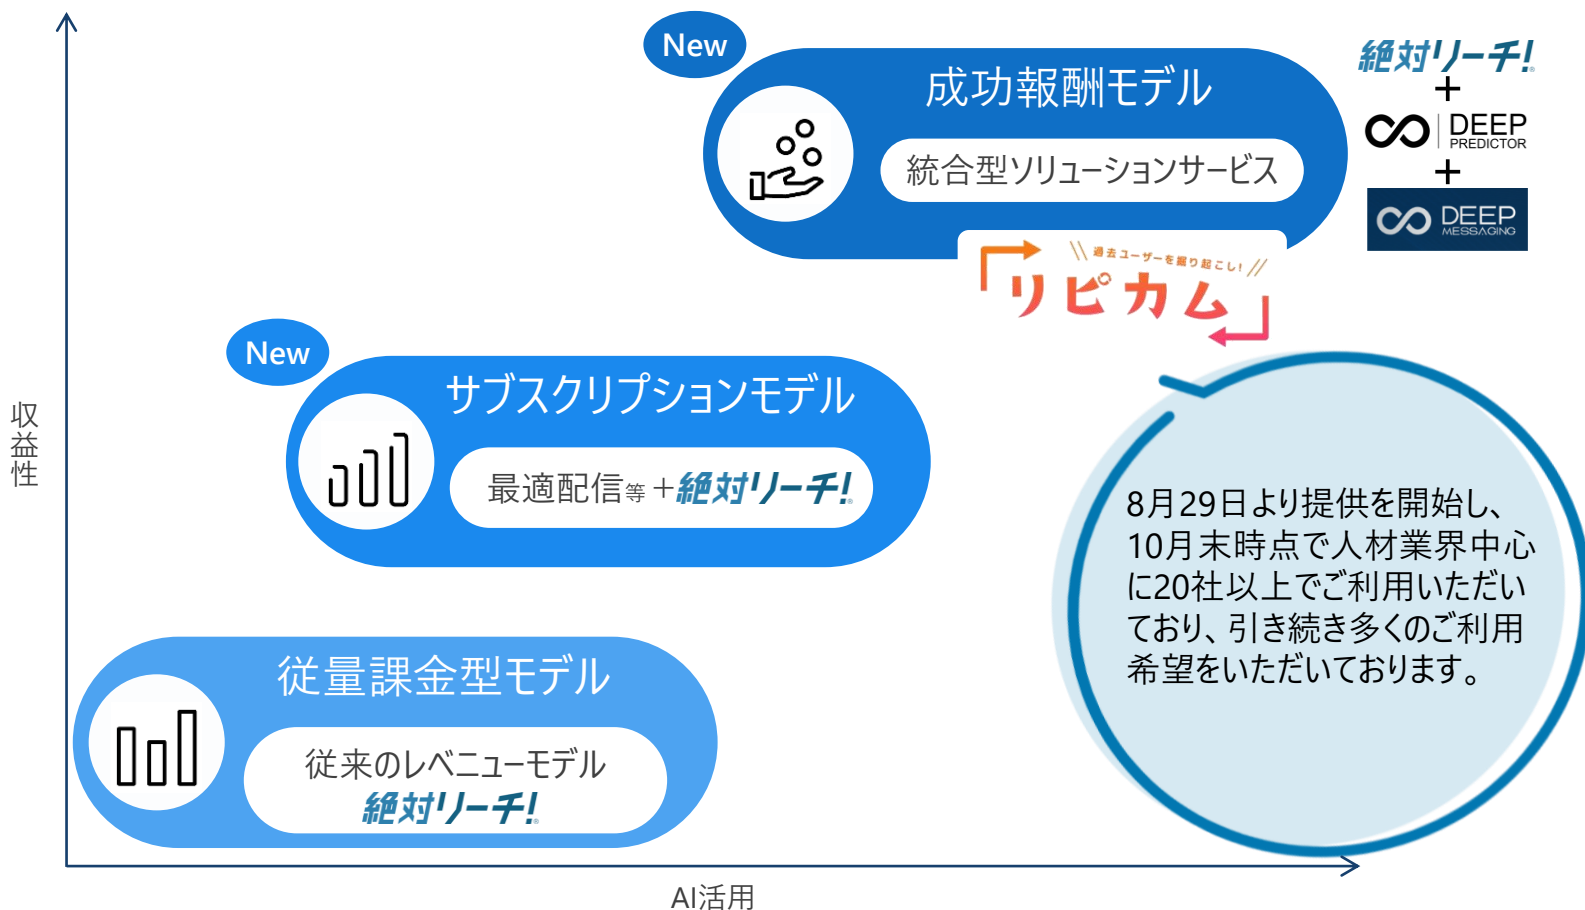 New
成功報酬モデル
統合型ソリューションサービス
絶対リーチ!
+
DEEP
PREDICTOR
+
DEEP
MESSAGING
過去ユーザーを掘り起こし!
リピカム
New
サブスクリプションモデル
最適配信等+絶対リーチ!
8月29日より提供を開始し、
10月末時点で人材業界中心
に20社以上でご利用いただい
ており、引き続き多くのご利用
希望をいただいております。
従量課金型モデル
従来のレベニューモデル
絶対リーチ!
収益性
AI活用